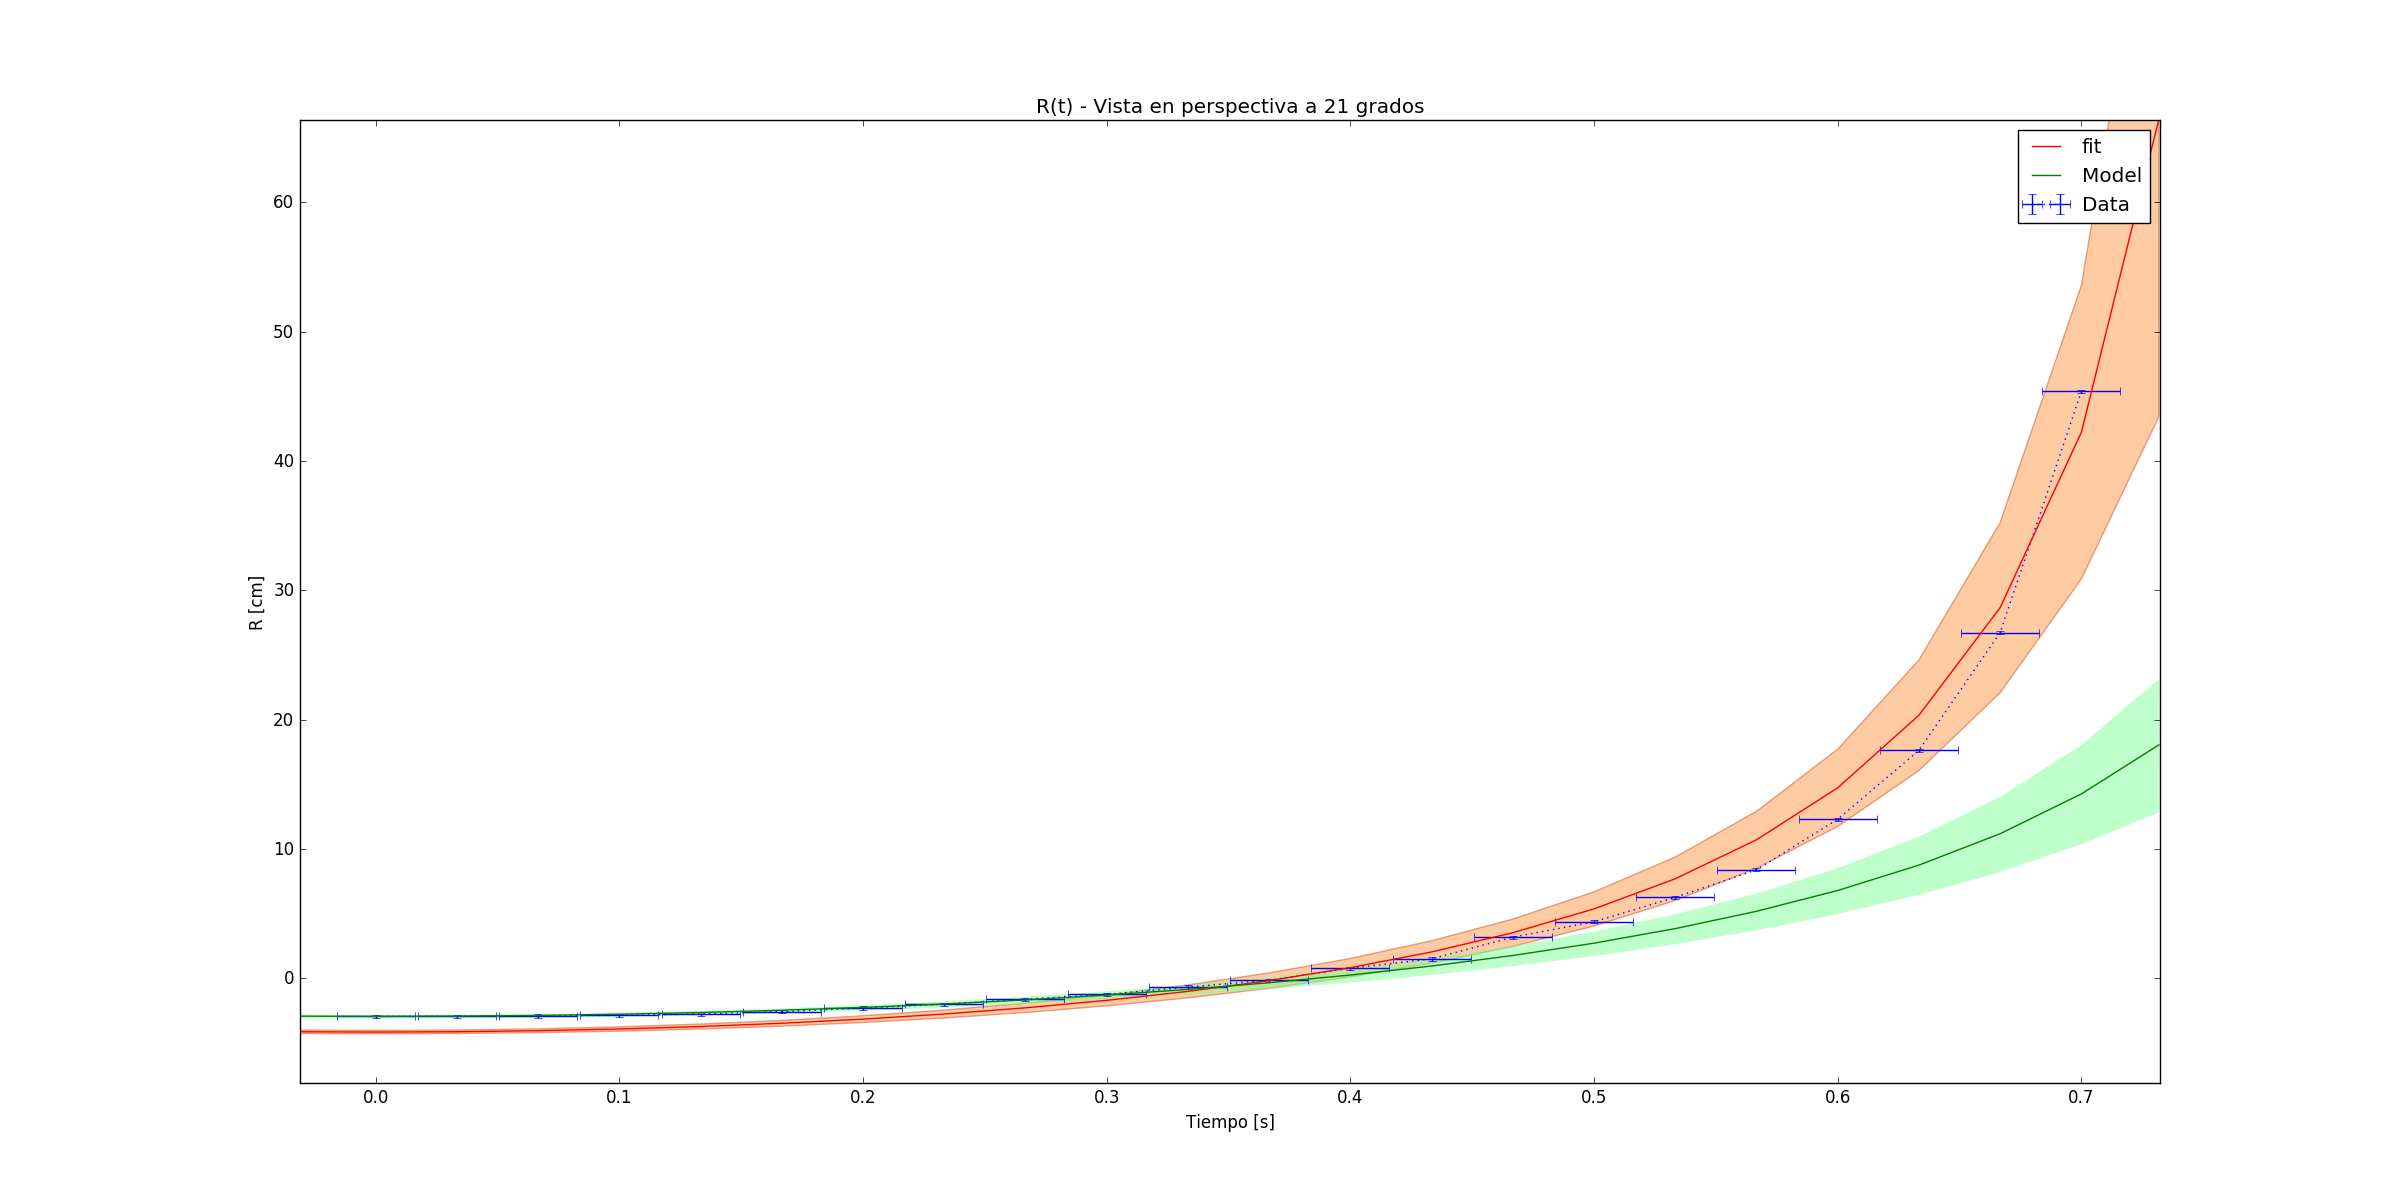 R(t) - Vista en perspectiva a 21 grados
fit
Model
Data
60
50
40
30
20
10
0
R [cm]
0.0 0.1 0.2 0.3 0.4 0.5 0.6 0.7
Tiempo [s]